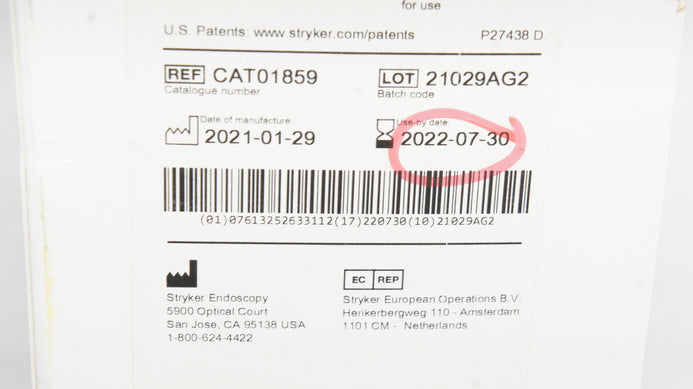 for use
U.S. Patents: www.stryker.com/patents P27438 D
REF CAT01859 LOT 21029AG2
Catalogue number Batch code
Date of manufacture: Use-by date:
2021-01-29 2022-07-30
(01)07613252633112(17)220730(10)21029AG2
EC REP
Stryker Endoscopy Stryker European Operations B.V.
5900 Optical Court Herikerbergweg 110 - Amsterdam
San Jose, CA 95138 USA 1101 CM - Netherlands
1-800-624-4422